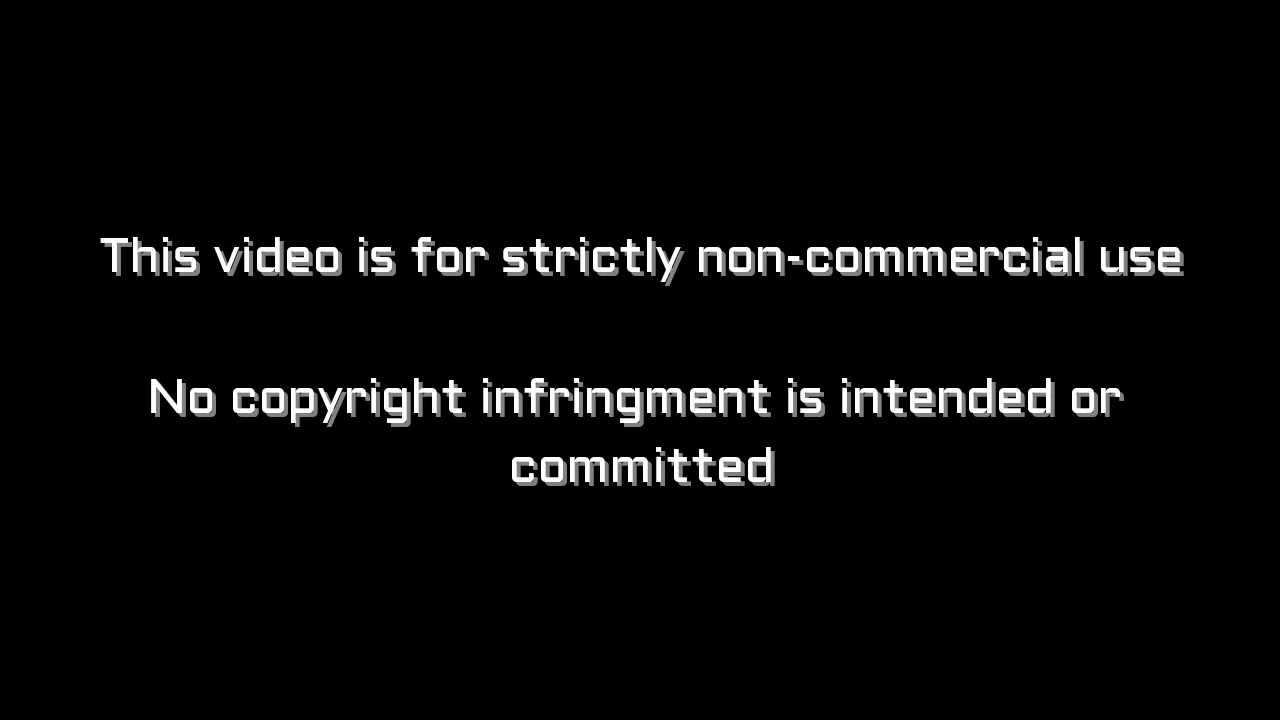 This video is for strictly non-commercial use
No copyright infringment is intended or
committed